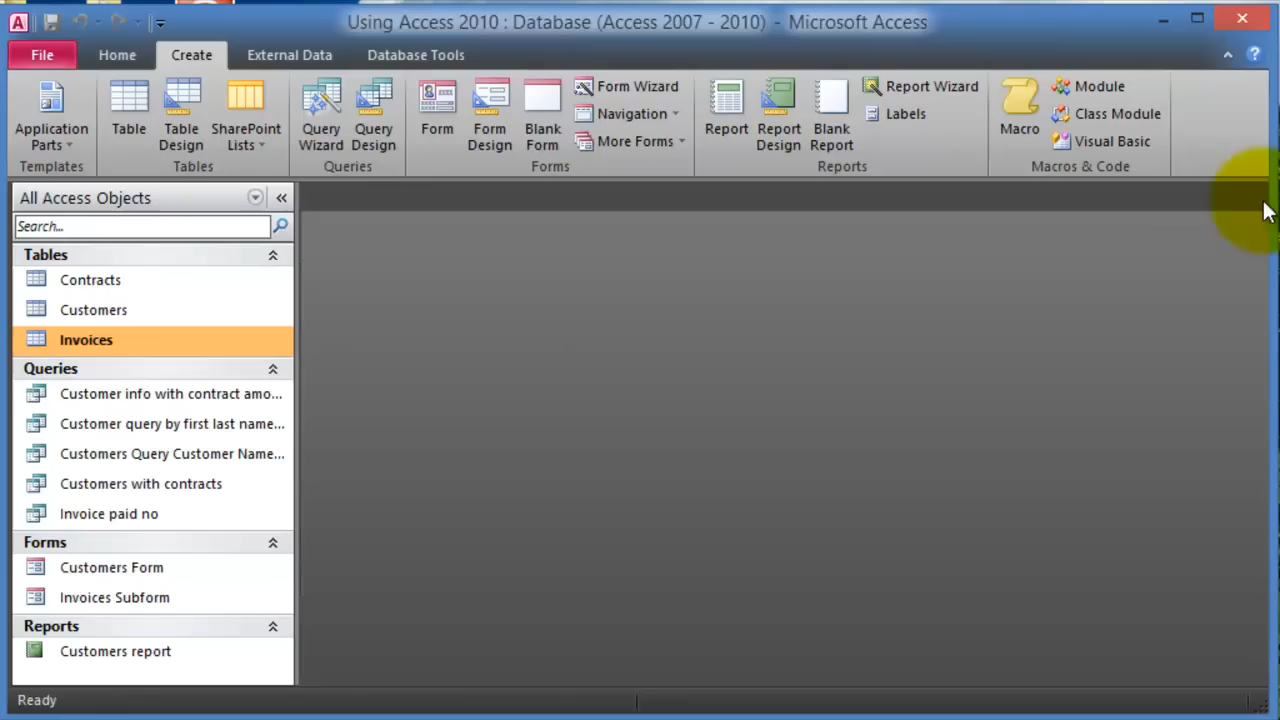 Using Access 2010 : Database (Access 2007 - 2010) - Microsoft Access
File Home Create External Data Database Tools
Application Parts
Table
Table Design
SharePoint Lists
Query Wizard
Query Design
Form
Form Design
Blank Form
Form Wizard
Navigation
More Forms
Report
Report Design
Blank Report
Report Wizard
Labels
Macro
Module
Class Module
Visual Basic
Templates Tables Queries Forms Reports Macros & Code
All Access Objects
Search...
Tables
Contracts
Customers
Invoices
Queries
Customer info with contract amo...
Customer query by first last name...
Customers Query Customer Name...
Customers with contracts
Invoice paid no
Forms
Customers Form
Invoices Subform
Reports
Customers report
Ready